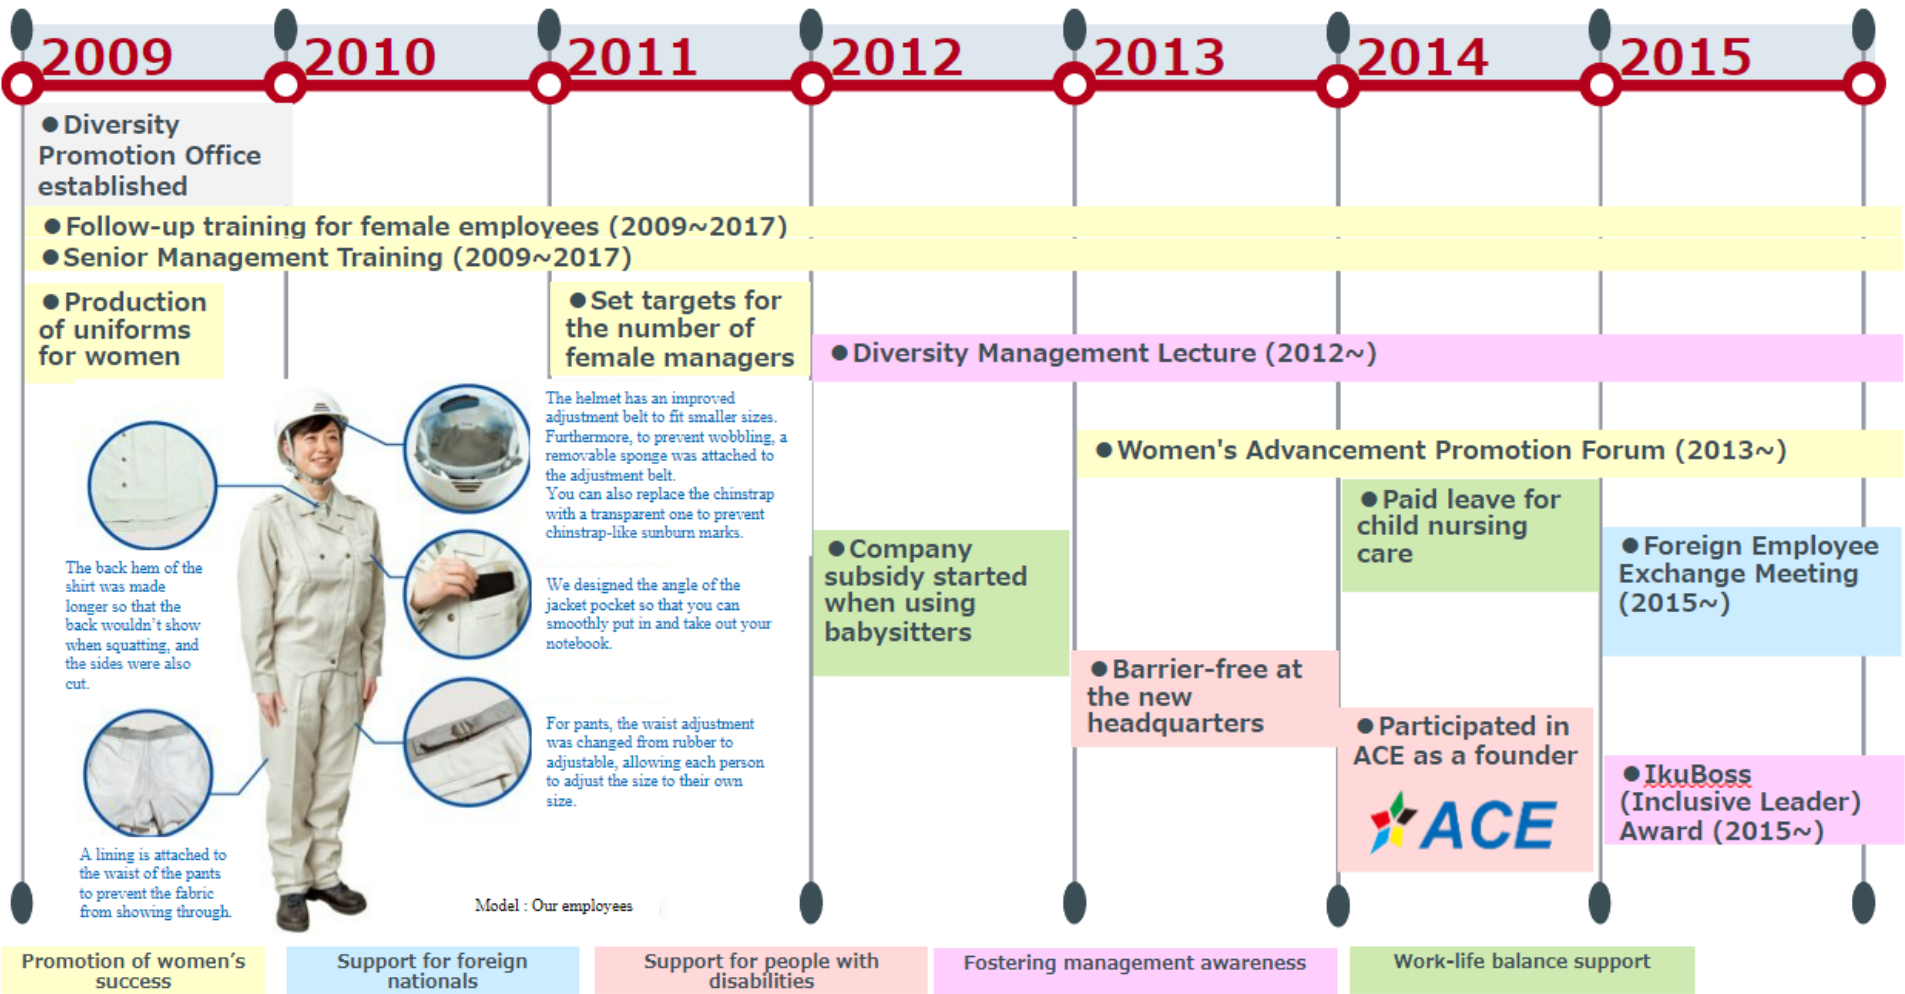 2009
2010
2011
2012
2013
2014
2015
●Diversity
Promotion Office
established
●Follow-up training for female employees (2009~2017)
●Senior Management Training (2009~2017)
●Production
of uniforms
for women
●Set targets for
the number of
female managers
●Diversity Management Lecture (2012~)
●Women's Advancement Promotion Forum (2013~)
●Company
subsidy started
when using
babysitters
●Barrier-free at
the new
headquarters
●Paid leave for
child nursing
care
●Participated in
ACE as a founder
ACE
●Foreign Employee
Exchange Meeting
(2015~)
●IkuBoss
(Inclusive Leader)
Award (2015~)
The back hem of the
shirt was made
longer so that the
back wouldn't show
when squatting, and
the sides were also
cut.
A lining is attached to
the waist of the pants
to prevent the fabric
from showing through.
The helmet has an improved
adjustment belt to fit smaller sizes.
Furthermore, to prevent wobbling, a
removable sponge was attached to
the adjustment belt.
You can also replace the chinstrap
with a transparent one to prevent
chinstrap-like sunburn marks.
We designed the angle of the
jacket pocket so that you can
smoothly put in and take out your
notebook.
For pants, the waist adjustment
was changed from rubber to
adjustable, allowing each person
to adjust the size to their own
size.
Model : Our employees
Promotion of women's
success
Support for foreign
nationals
Support for people with
disabilities
Fostering management awareness
Work-life balance support